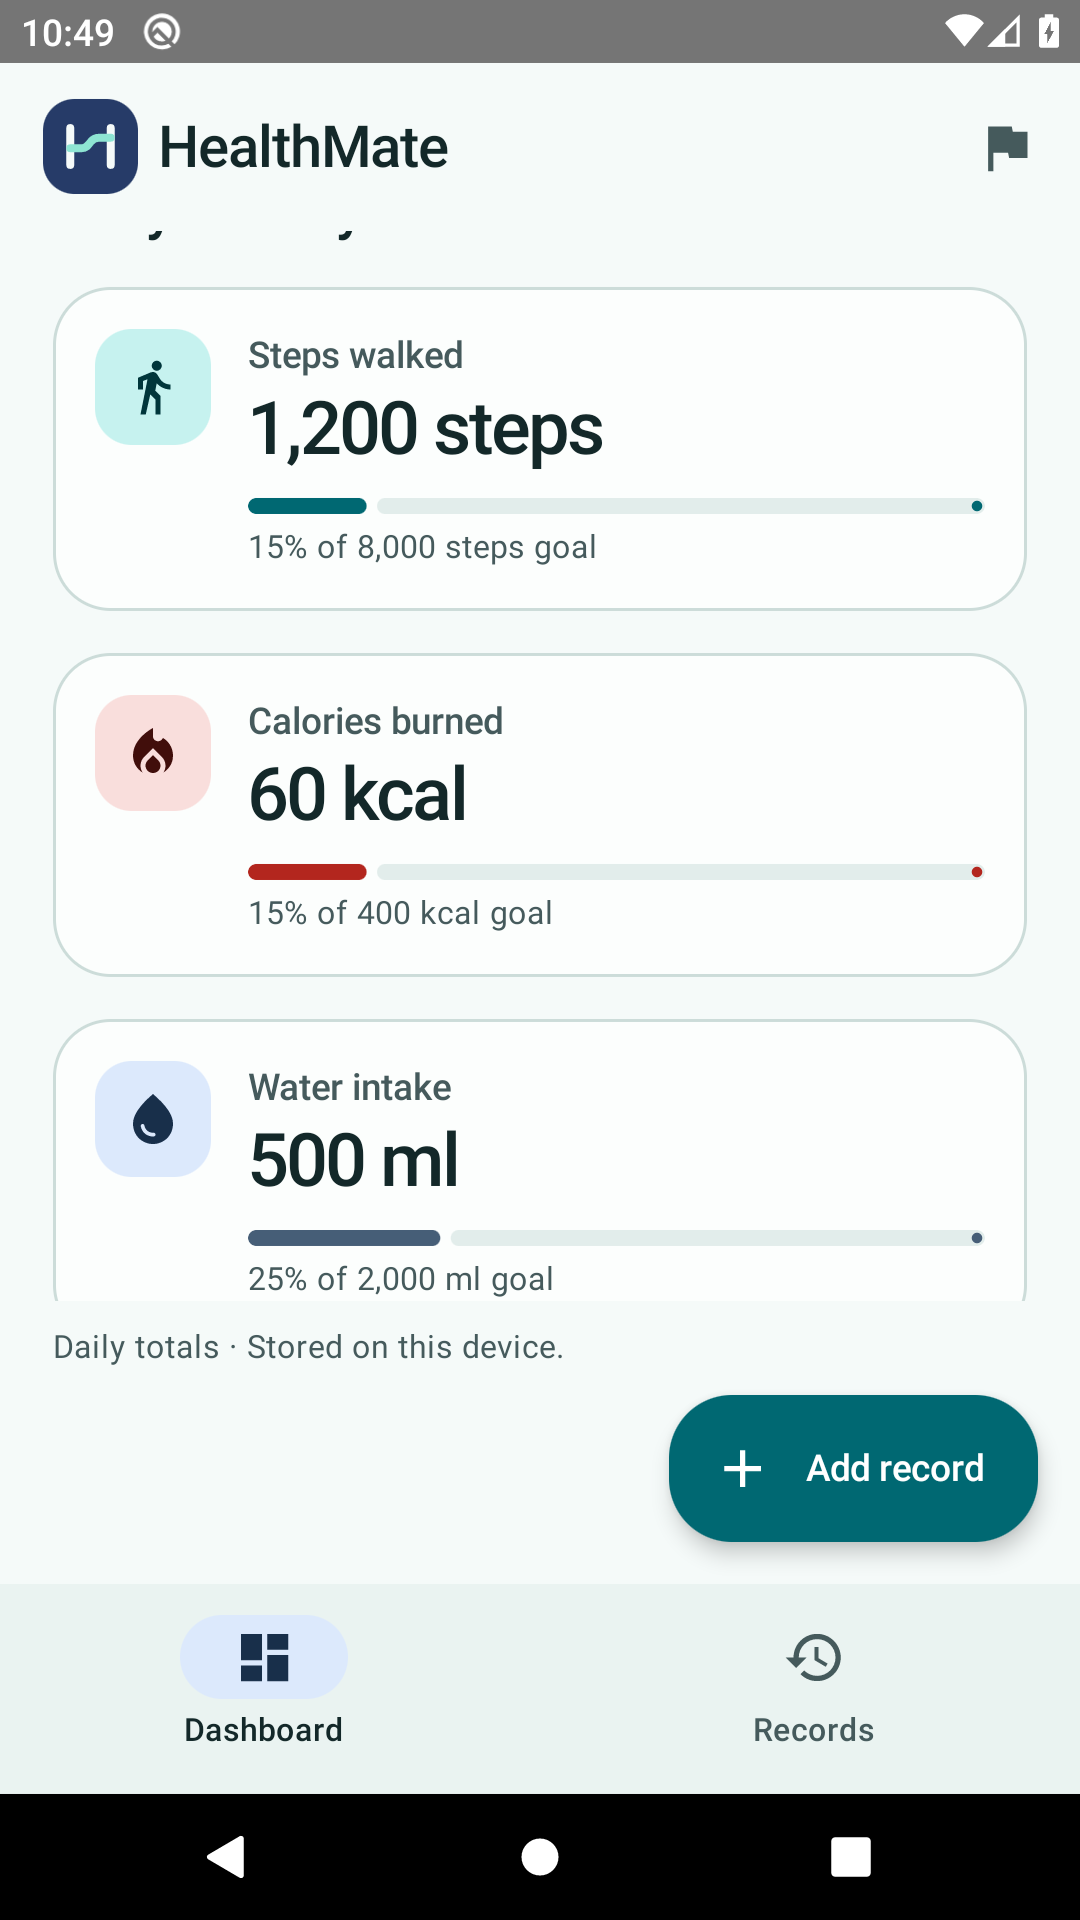 10:49
HealthMate
Steps walked
1,200 steps
15% of 8,000 steps goal
Calories burned
60 kcal
15% of 400 kcal goal
Water intake
500 ml
25% of 2,000 ml goal
Daily totals · Stored on this device.
Add record
Dashboard
Records